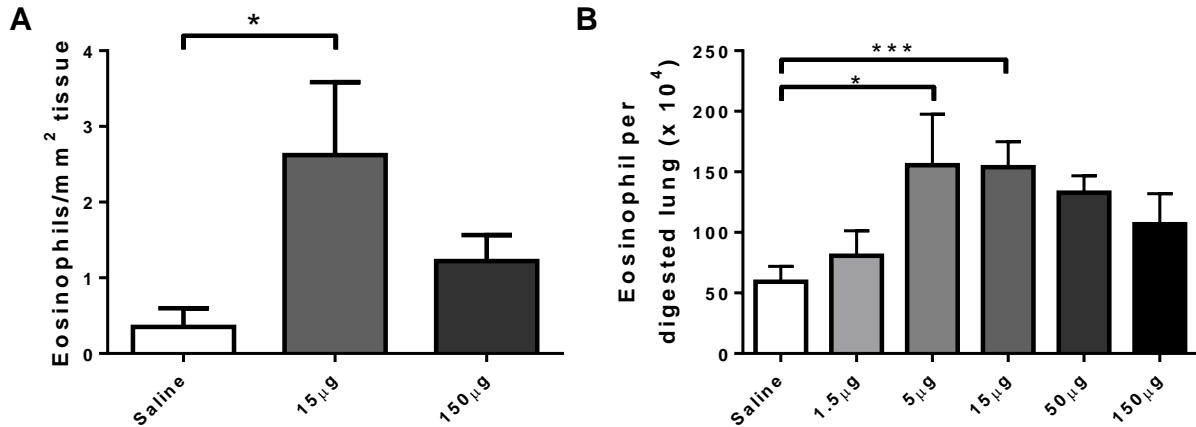 A
Eosinophils/mm² tissue
4
3
2
1
0
*
Saline
15μg
150μg
B
Eosinophil per
digested lung (x 10⁴)
250
200
150
100
50
0
***
*
Saline
1.5μg
5μg
15μg
50μg
150μg